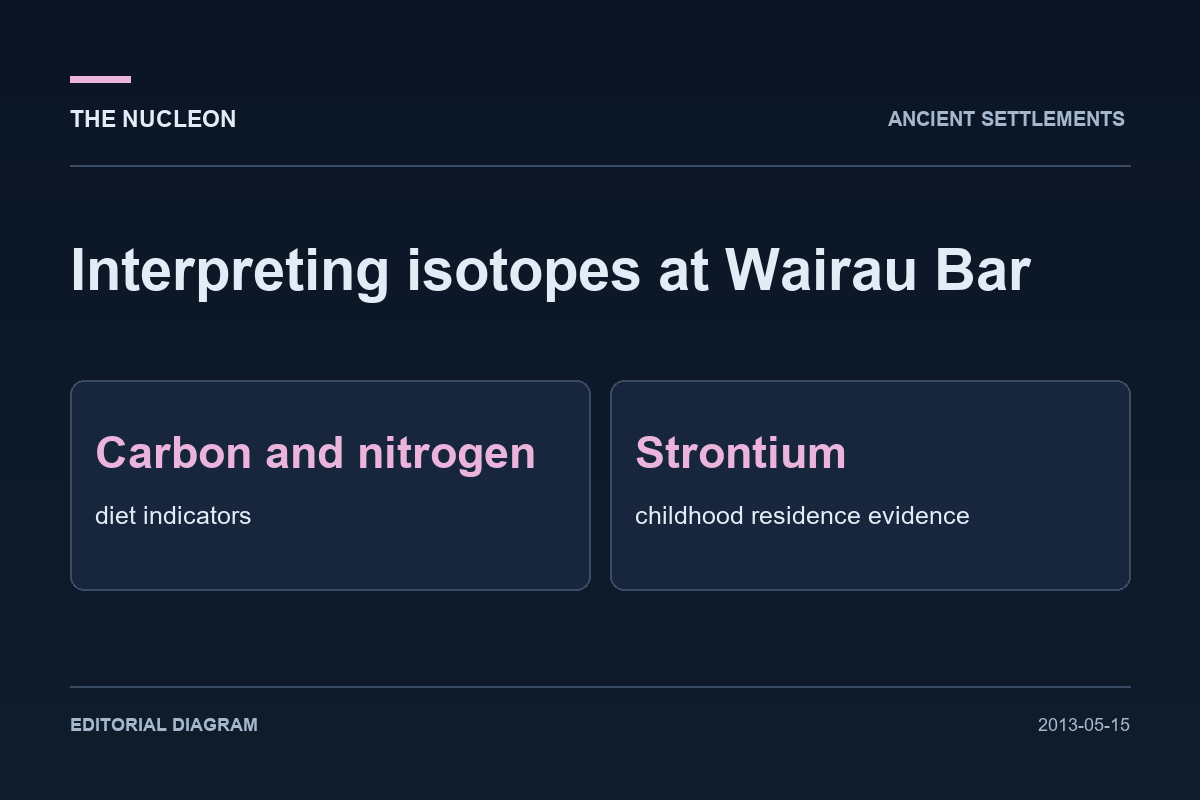 THE NUCLEON
ANCIENT SETTLEMENTS
Interpreting isotopes at Wairau Bar
Carbon and nitrogen
diet indicators
Strontium
childhood residence evidence
EDITORIAL DIAGRAM
2013-05-15